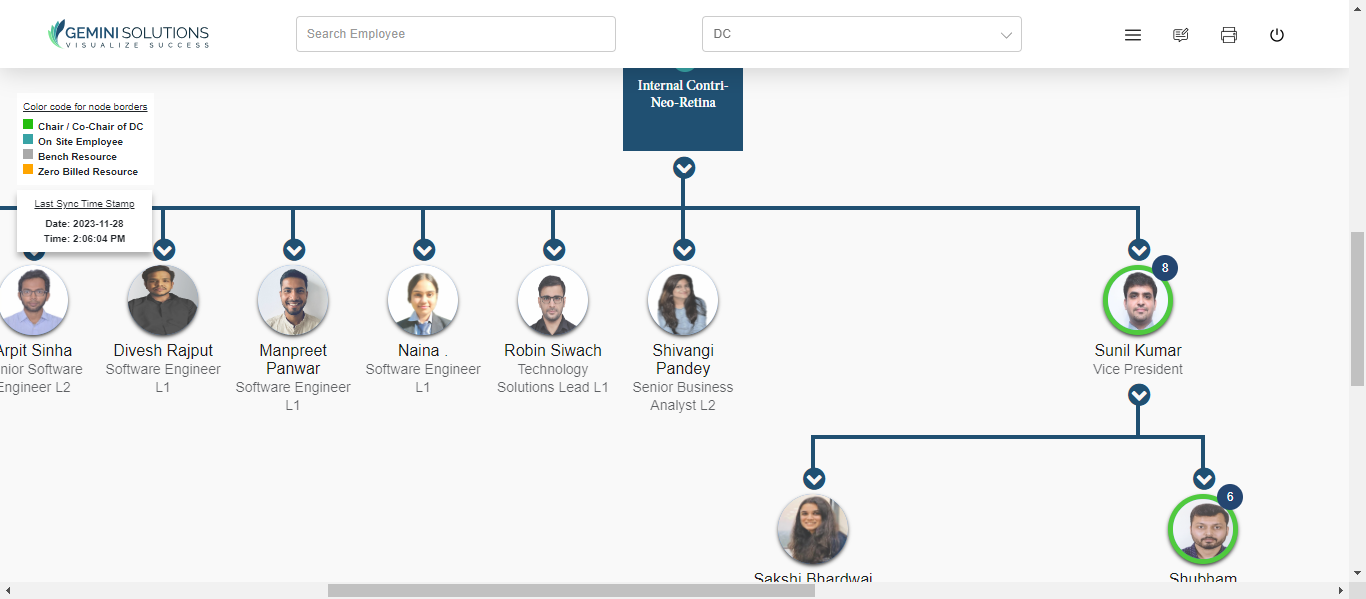 GEMINI SOLUTIONS
VISUALIZE SUCCESS
Search Employee
DC
Internal Contri-
Neo-Retina
Color code for node borders
Chair / Co-Chair of DC
On Site Employee
Bench Resource
Zero Billed Resource
Last Sync Time Stamp
Date: 2023-11-28
Time: 2:06:04 PM
Arpit Sinha
nior Software
Engineer L2
Divesh Rajput
Software Engineer
L1
Manpreet
Panwar
Software Engineer
L1
Naina .
Software Engineer
L1
Robin Siwach
Technology
Solutions Lead L1
Shivangi
Pandey
Senior Business
Analyst L2
8
Sunil Kumar
Vice President
Sakshi Bhardwaj
6
Shubham